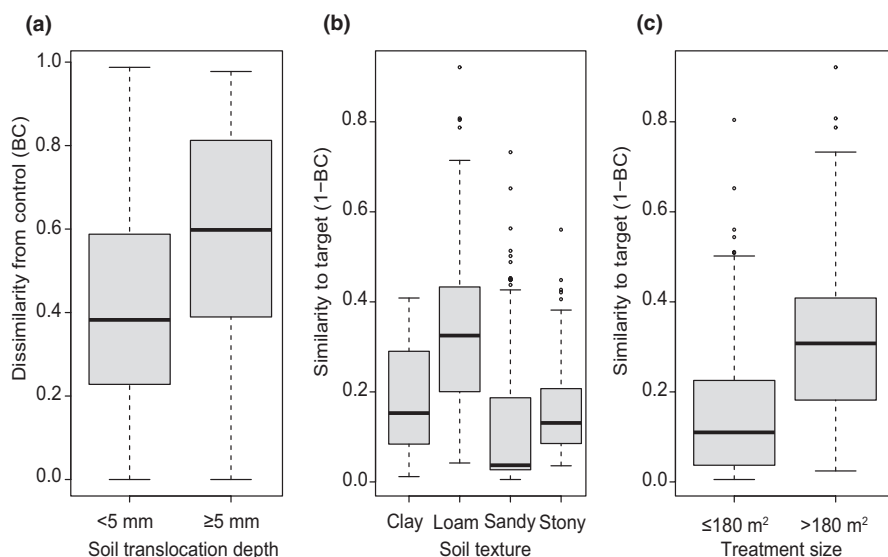 (a)
Dissimilarity from control (BC)
1.0
0.8
0.6
0.4
0.2
0.0
<5 mm ≥5 mm
Soil translocation depth
(b)
Similarity to target (1−BC)
0.8
0.6
0.4
0.2
0.0
Clay Loam Sandy Stony
Soil texture
(c)
Similarity to target (1−BC)
0.8
0.6
0.4
0.2
0.0
≤180 m² >180 m²
Treatment size